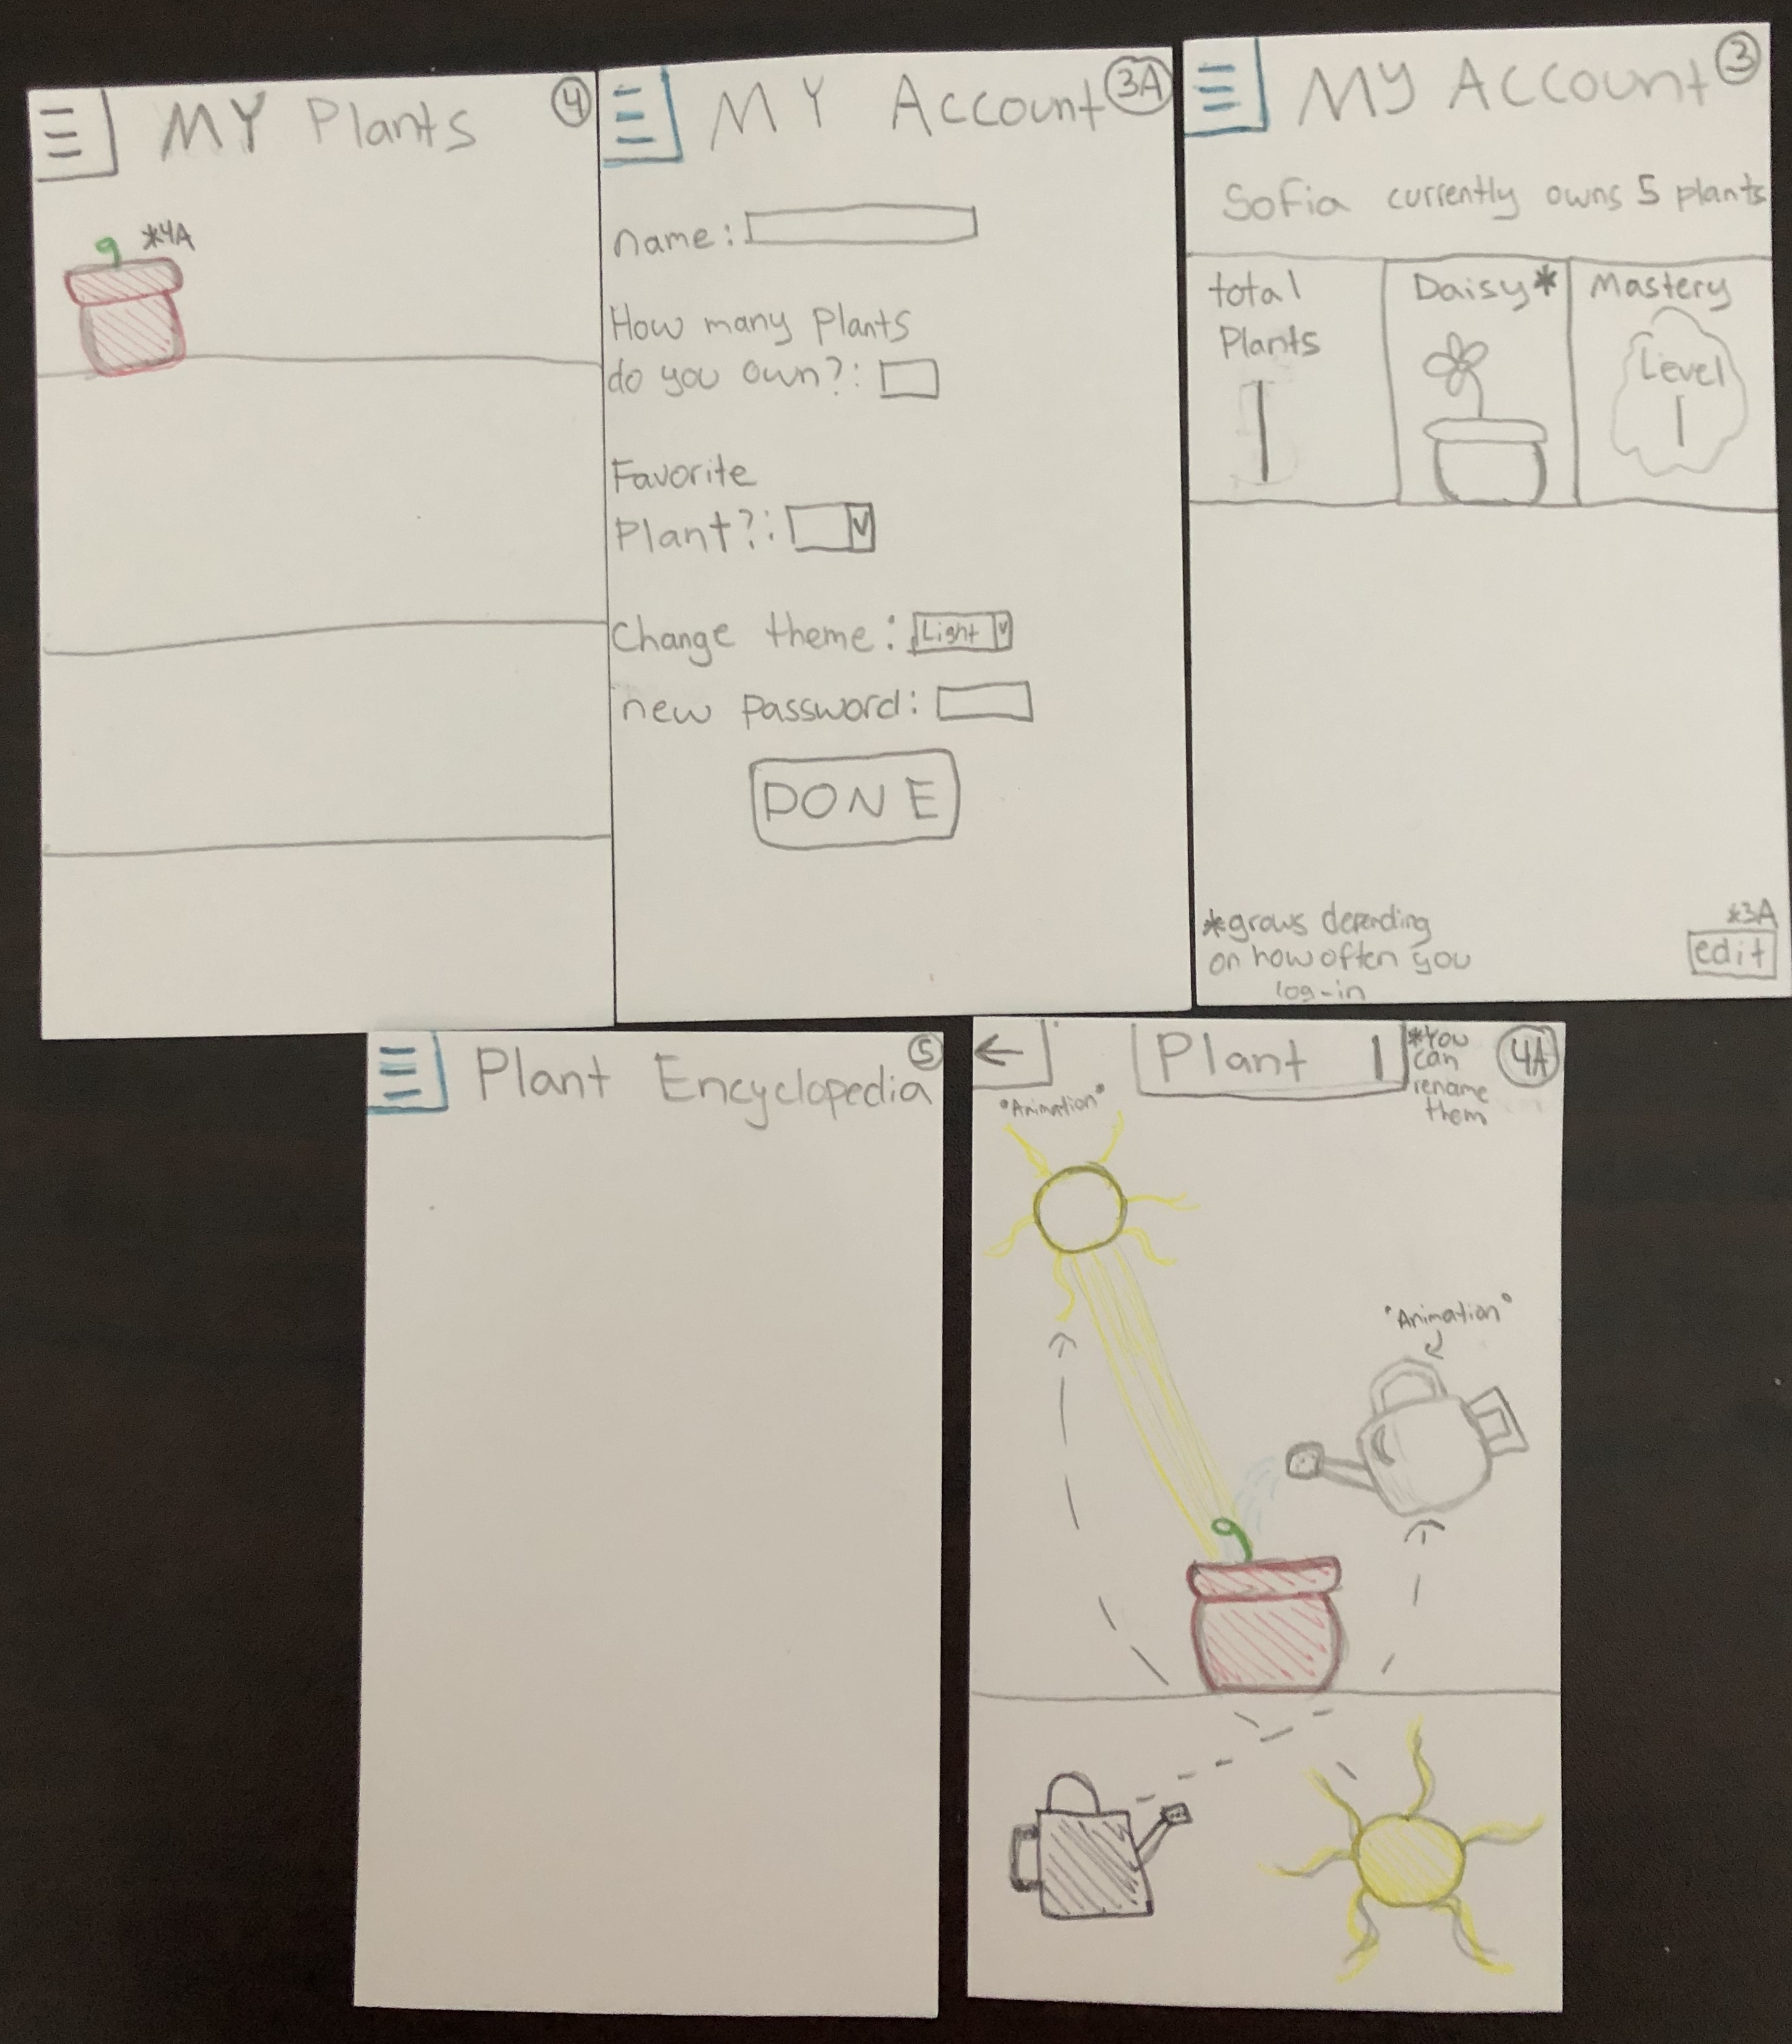 MY Plants
4
*4A
MY Account
3A
name:
How many Plants
do you own?:
Favorite
Plant?:
V
Change theme:
Light
V
new password:
DONE
MY Account
3
Sofia currently owns 5 plants
total
Plants
1
Daisy*
Mastery
Level
1
*grows depending
on how often you
log-in
*3A
edit
Plant Encyclopedia
5
Plant 1
*You
can
rename
them
4A
"Animation"
"Animation"